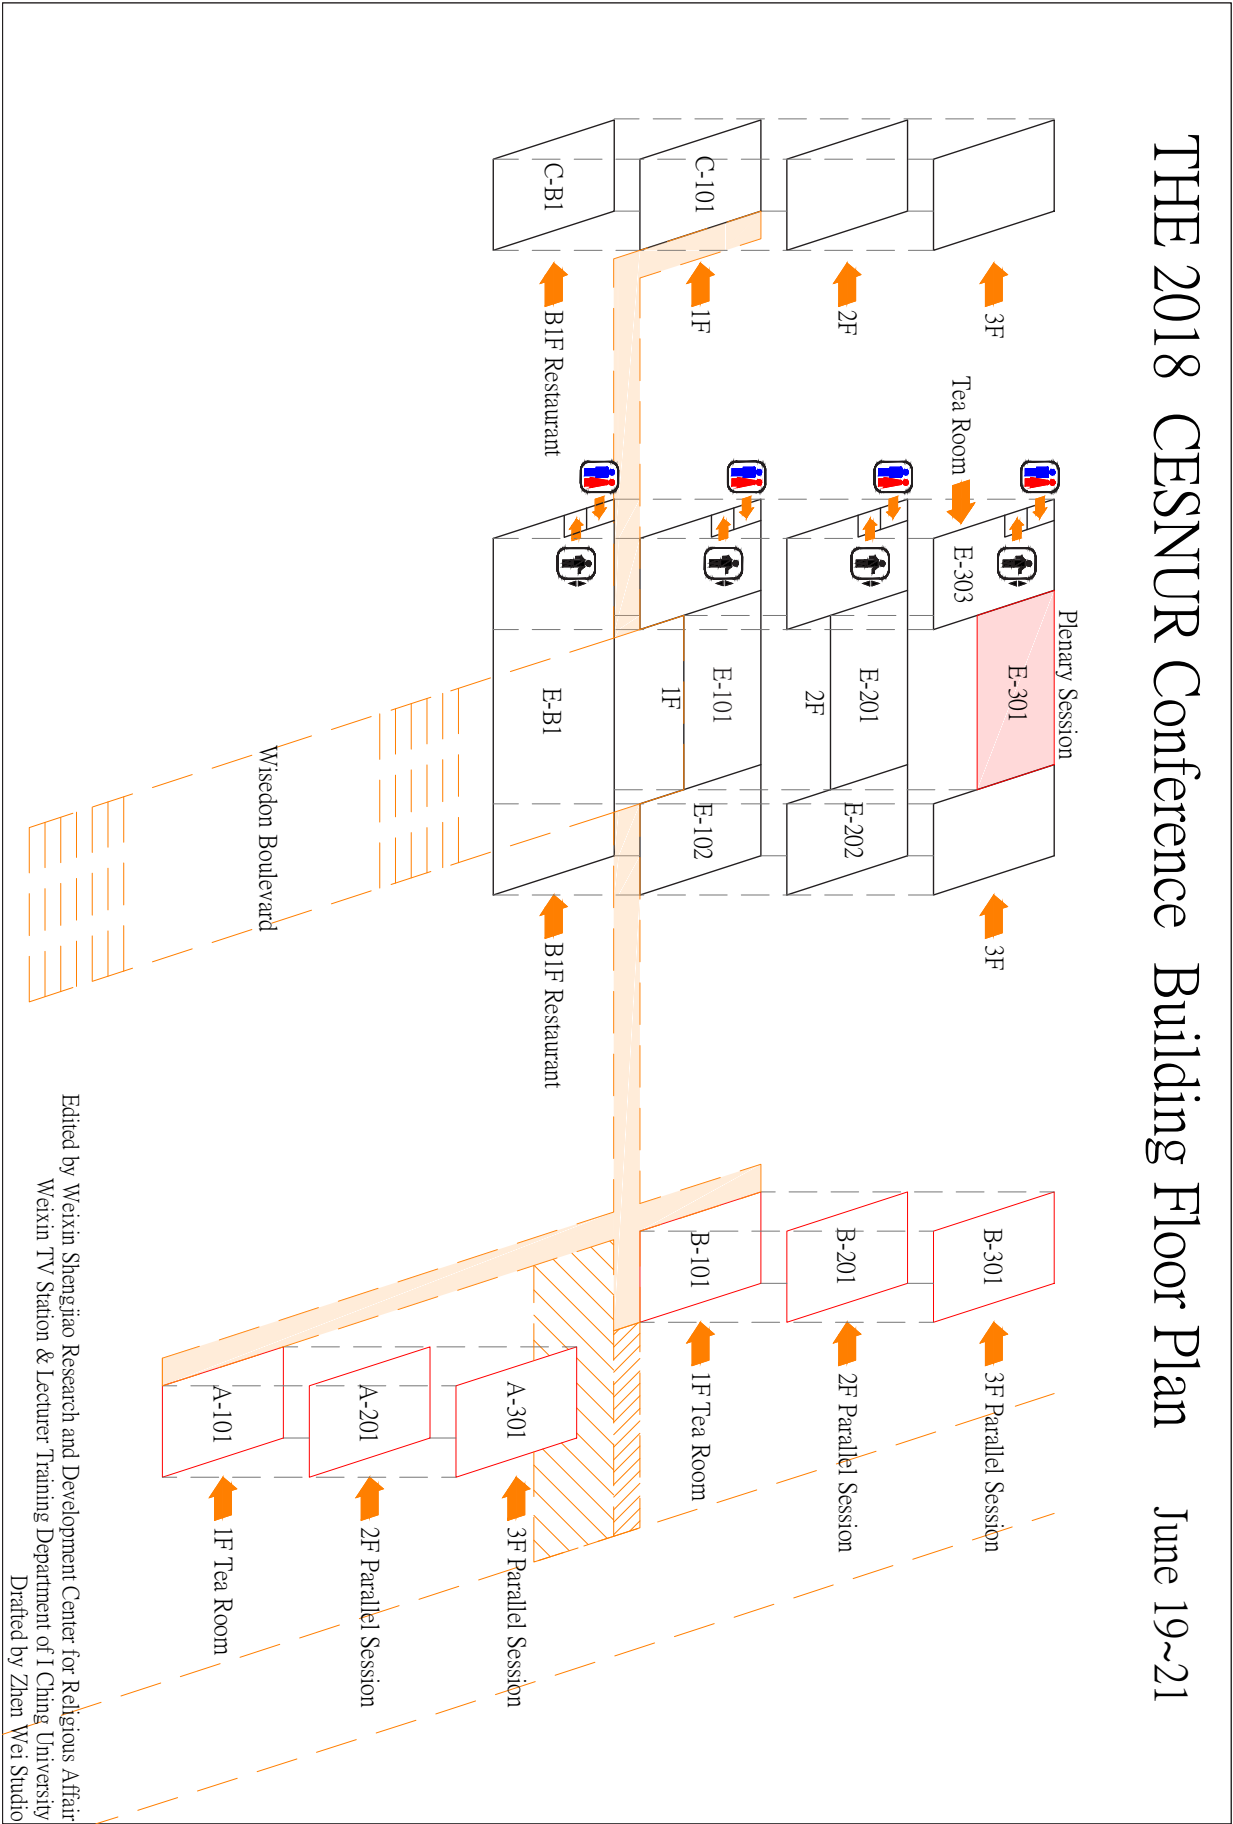 THE 2018 CESNUR Conference Building Floor Plan June 19~21
Plenary Session
3F
E-301
3F
B-301
3F Parallel Session
Tea Room
E-303
2F
E-201
E-202
2F
B-201
2F Parallel Session
C-101
1F
E-101
E-102
1F
B-101
1F Tea Room
C-B1
B1F Restaurant
E-B1
B1F Restaurant
A-301
3F Parallel Session
A-201
2F Parallel Session
Wisedon Boulevard
A-101
1F Tea Room
Edited by Weixin Shengjiao Research and Development Center for Religious Affair
Weixin TV Station & Lecturer Training Department of I Ching University
Drafted by Zhen Wei Studio